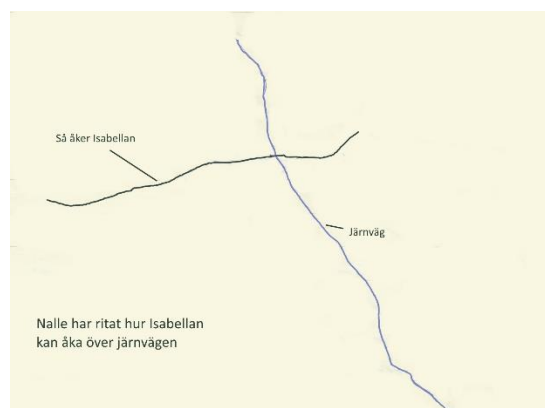 Så åker Isabellan
Järnväg
Nalle har ritat hur Isabellan
kan åka över järnvägen